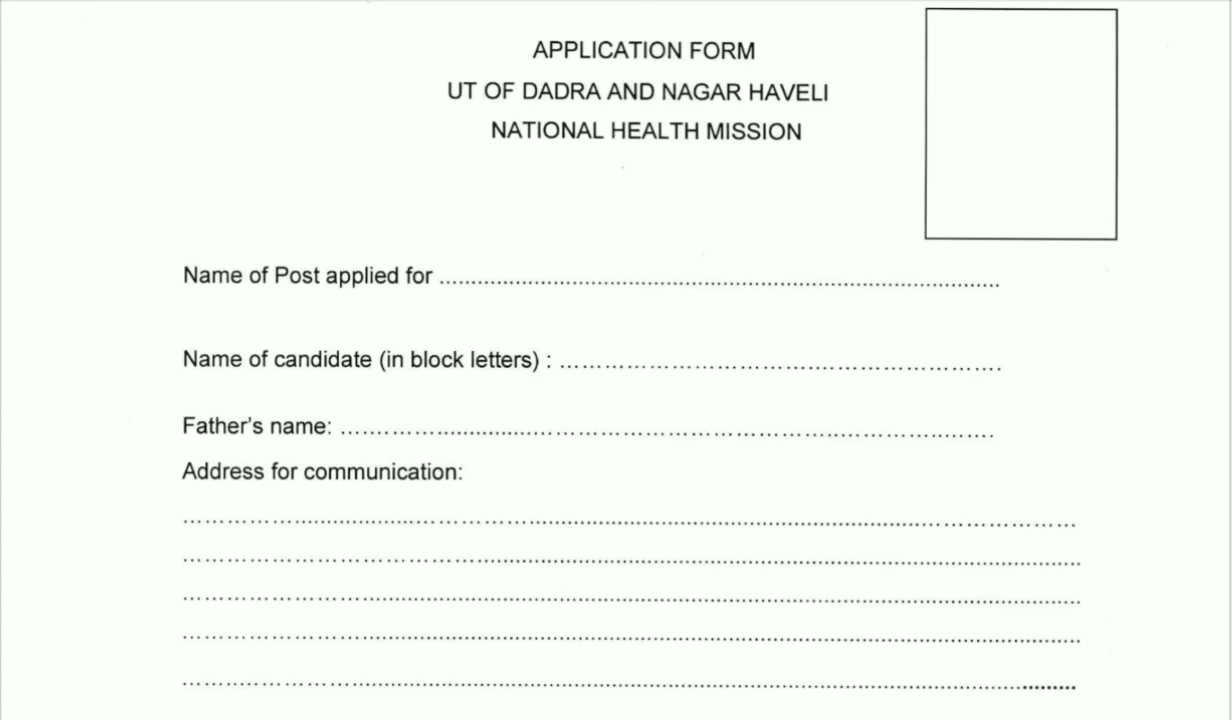 APPLICATION FORM
UT OF DADRA AND NAGAR HAVELI
NATIONAL HEALTH MISSION
Name of Post applied for ..........................................................................................
Name of candidate (in block letters) : ……………………………………………………….
Father's name: ………….............………………………………………………………
Address for communication:
……………...................……………......................................................…………………
……………………………………............................................................................
………………………......................................................................................
………………………......................................................................................
………………………......................................................................................